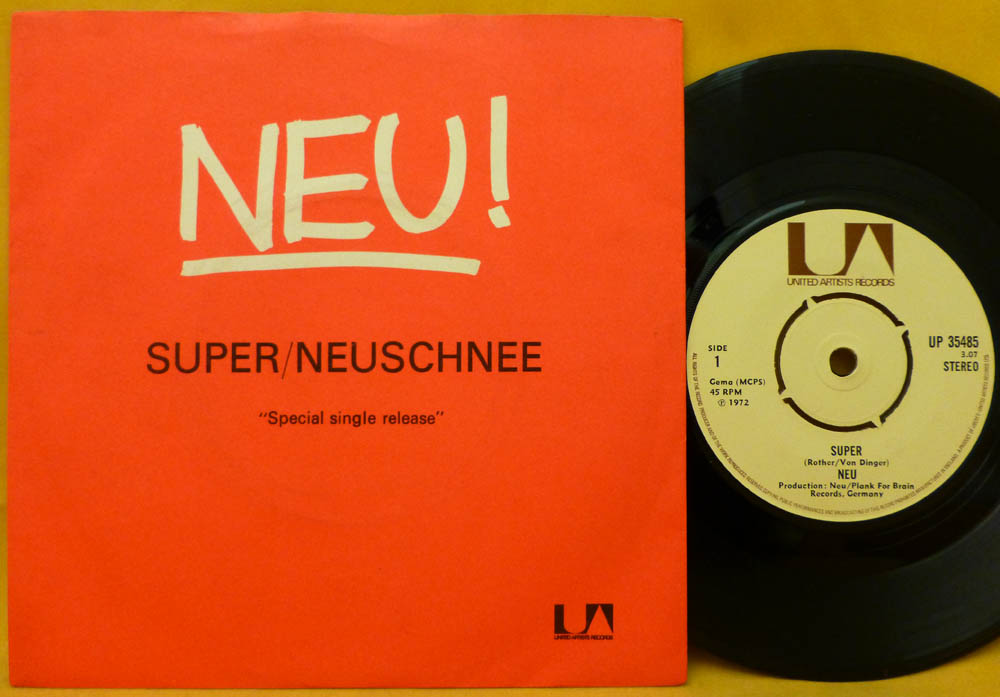 NEU!
SUPER/NEUSCHNEE
"Special single release"
UA
UNITED ARTISTS RECORDS
UA
UNITED ARTISTS RECORDS
SIDE
1
Gema (MCPS)
45 RPM
℗ 1972
UP 35485
3.07
STEREO
SUPER
(Rother/Von Dinger)
NEU
Production: Neu/Plank For Brain
Records, Germany